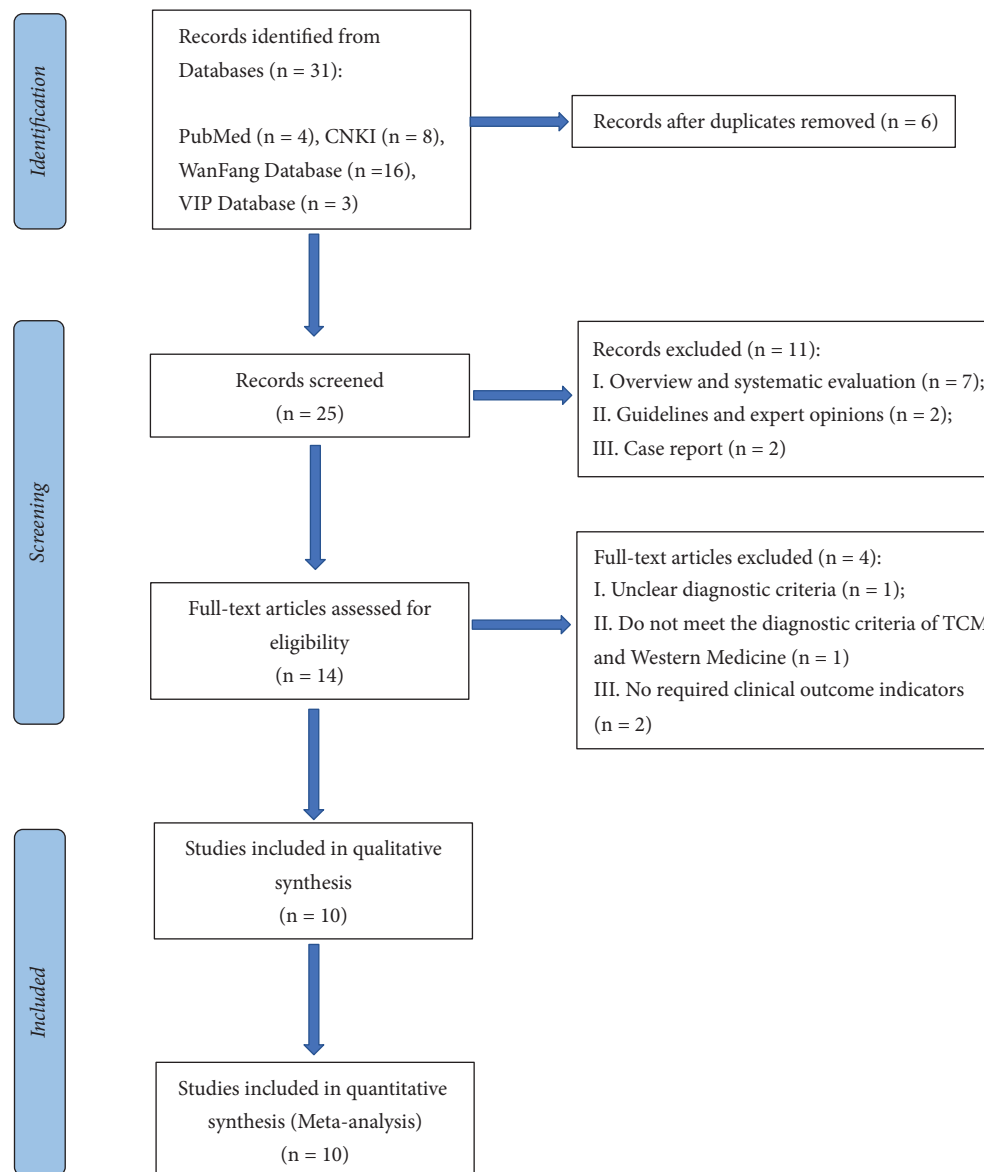 Identification
Records identified from
Databases (n = 31):
PubMed (n = 4), CNKI (n = 8),
WanFang Database (n =16),
VIP Database (n = 3)
Records after duplicates removed (n = 6)
Screening
Records screened
(n = 25)
Records excluded (n = 11):
I. Overview and systematic evaluation (n = 7);
II. Guidelines and expert opinions (n = 2);
III. Case report (n = 2)
Full-text articles assessed for
eligibility
(n = 14)
Full-text articles excluded (n = 4):
I. Unclear diagnostic criteria (n = 1);
II. Do not meet the diagnostic criteria of TCM
and Western Medicine (n = 1)
III. No required clinical outcome indicators
(n = 2)
Included
Studies included in qualitative
synthesis
(n = 10)
Studies included in quantitative
synthesis (Meta-analysis)
(n = 10)